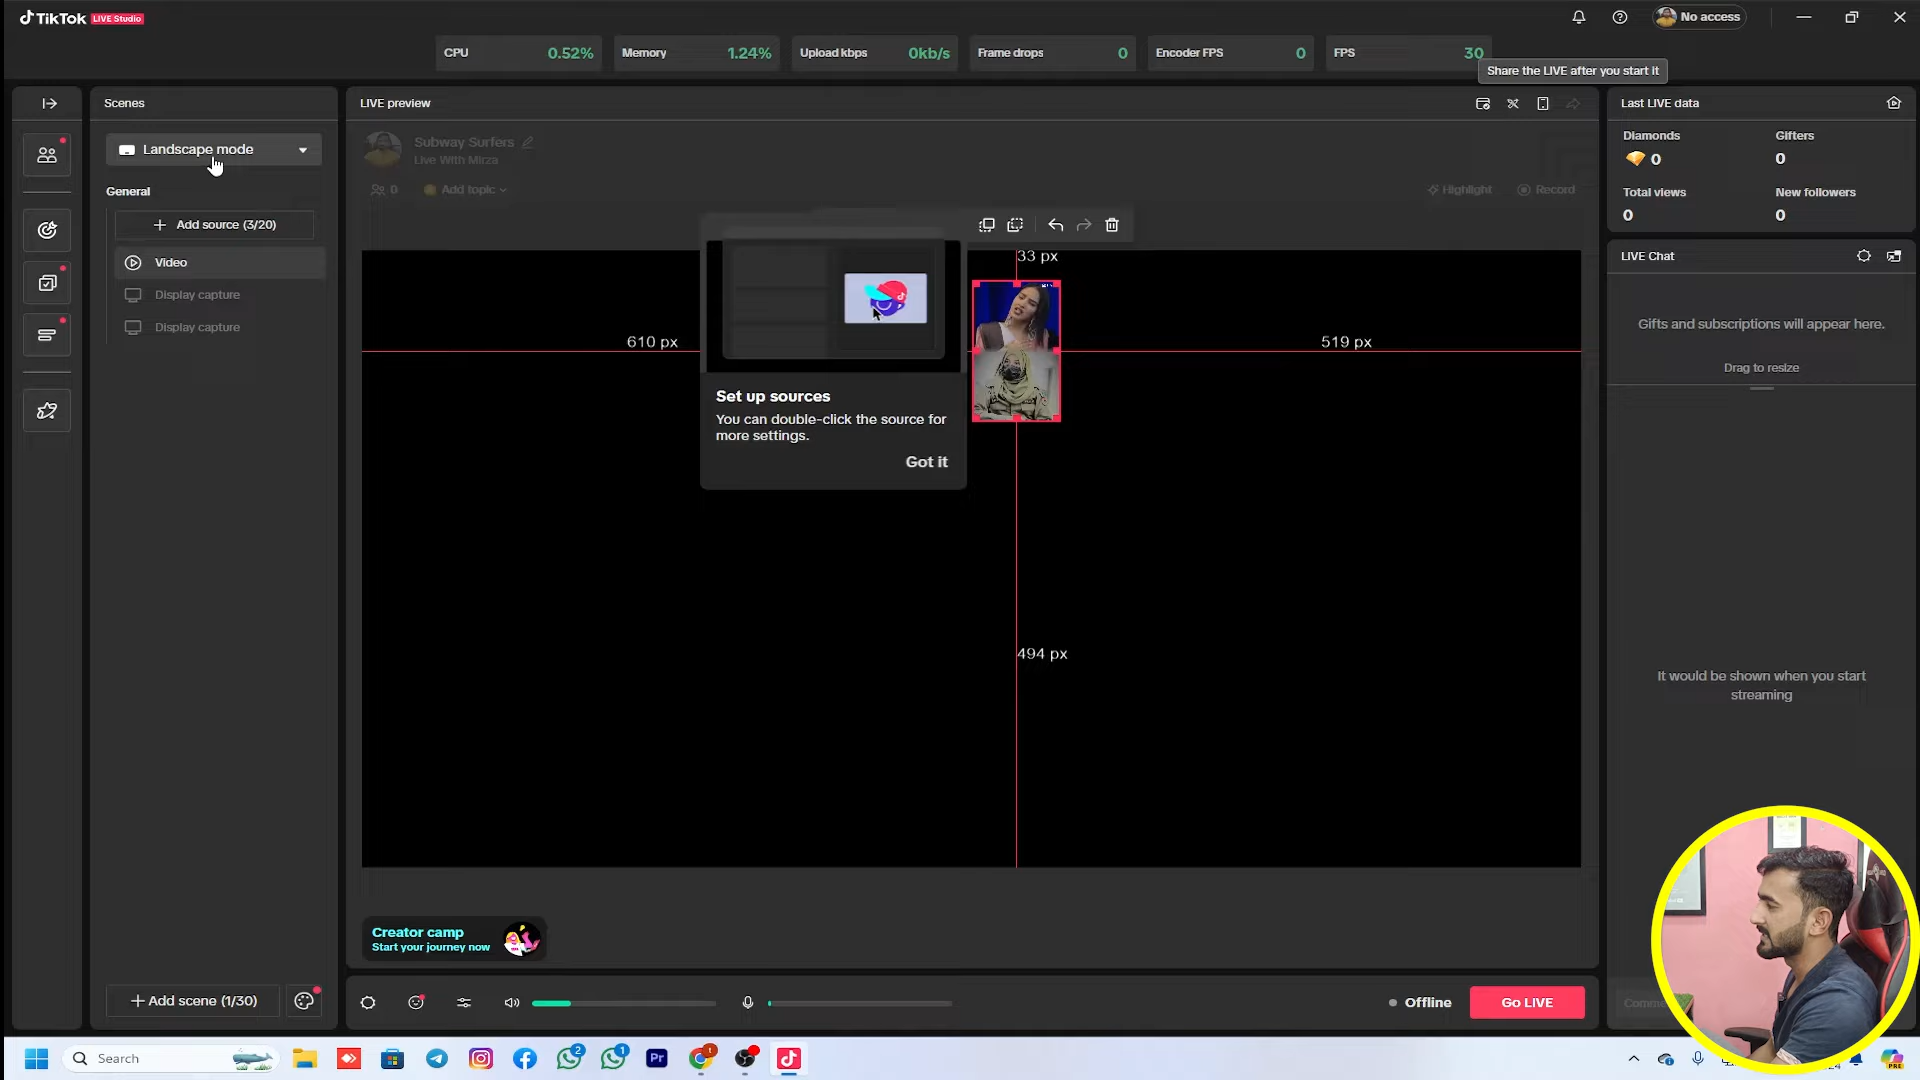 TikTok LIVE Studio
No access
CPU 0.52%
Memory 1.24%
Upload kbps 0kb/s
Frame drops 0
Encoder FPS 0
FPS 30
Share the LIVE after you start it
Scenes
Landscape mode
General
+ Add source (3/20)
Video
Display capture
Display capture
+ Add scene (1/30)
LIVE preview
Subway Surfers
Live With Mirza
0
Add topic
Highlight
Record
33 px
610 px
519 px
494 px
Set up sources
You can double-click the source for
more settings.
Got it
Creator camp
Start your journey now
Offline
Go LIVE
Last LIVE data
Diamonds
Gifters
0
0
Total views
New followers
0
0
LIVE Chat
Gifts and subscriptions will appear here.
Drag to resize
It would be shown when you start
streaming
Search
2
1
Pr
1
PRE